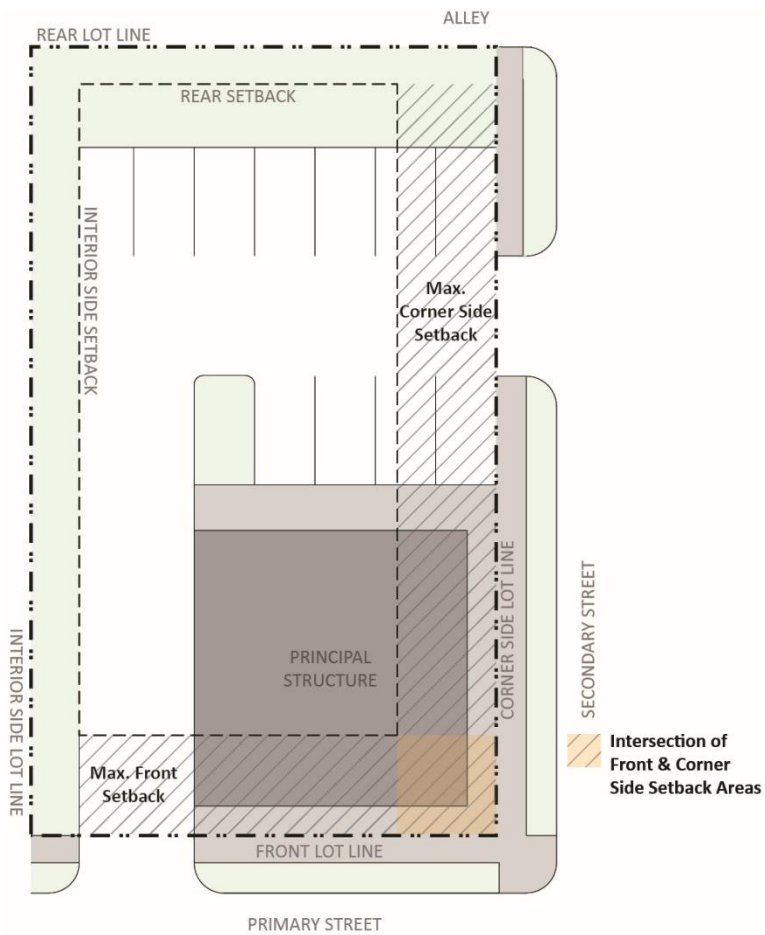 ALLEY
REAR LOT LINE
REAR SETBACK
INTERIOR SIDE SETBACK
Max.
Corner Side
Setback
PRINCIPAL
STRUCTURE
CORNER SIDE LOT LINE
SECONDARY STREET
INTERIOR SIDE LOT LINE
Max. Front
Setback
Intersection of
Front & Corner
Side Setback Areas
FRONT LOT LINE
PRIMARY STREET